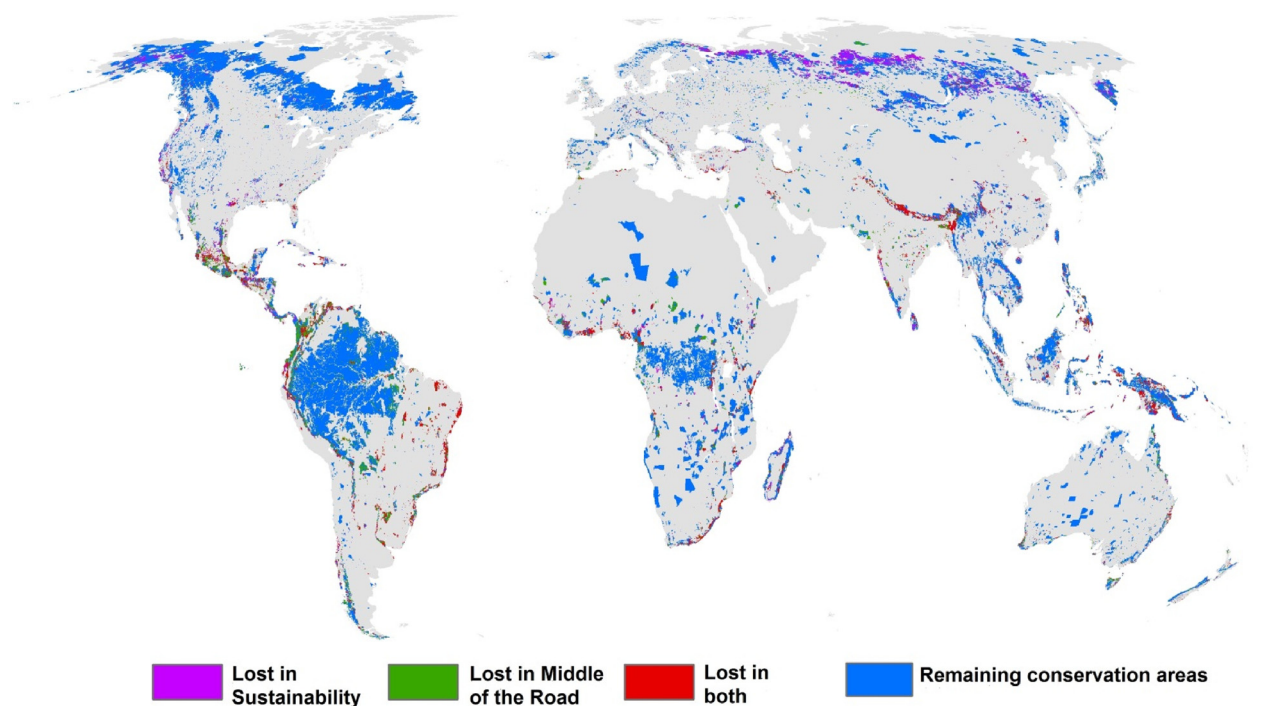 Lost in
Sustainability
Lost in Middle
of the Road
Lost in
both
Remaining conservation areas